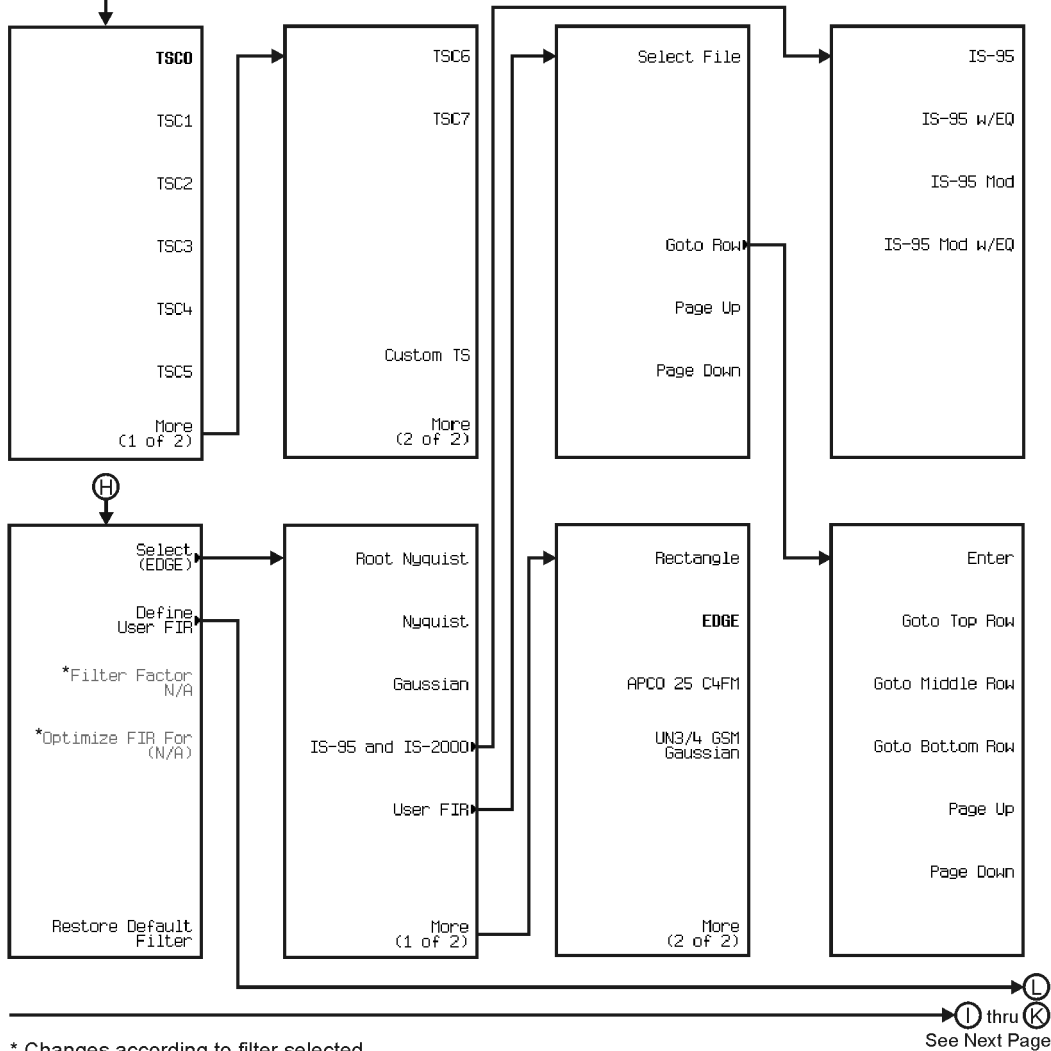 TSC0
TSC1
TSC2
TSC3
TSC4
TSC5
More
(1 of 2)
TSC6
TSC7
Custom TS
More
(2 of 2)
Select File
Goto Row
Page Up
Page Down
IS-95
IS-95 w/EQ
IS-95 Mod
IS-95 Mod w/EQ
H
Select
(EDGE)
Define
User FIR
*Filter Factor
N/A
*Optimize FIR For
(N/A)
Restore Default
Filter
Root Nyquist
Nyquist
Gaussian
IS-95 and IS-2000
User FIR
More
(1 of 2)
Rectangle
EDGE
APCO 25 C4FM
UN3/4 GSM
Gaussian
More
(2 of 2)
Enter
Goto Top Row
Goto Middle Row
Goto Bottom Row
Page Up
Page Down
L
I thru K
See Next Page
* Changes according to filter selected